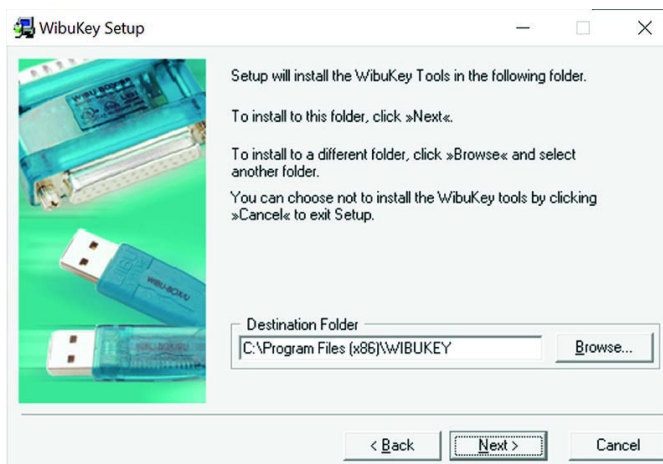 WibuKey Setup
Setup will install the WibuKey Tools in the following folder.
To install to this folder, click »Next«.
To install to a different folder, click »Browse« and select
another folder.
You can choose not to install the WibuKey tools by clicking
»Cancel« to exit Setup.
WIBU-BOX/U
Destination Folder
C:\Program Files (x86)\WIBUKEY
Browse...
< Back
Next >
Cancel